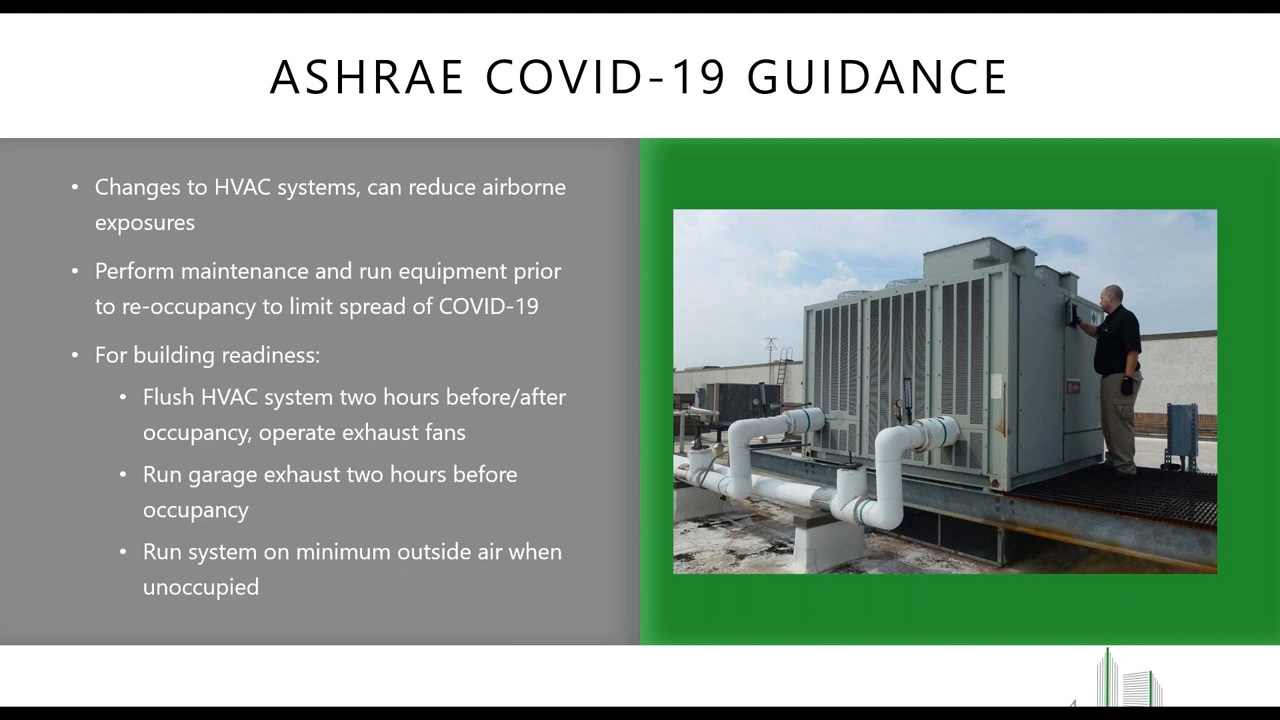 ASHRAE COVID-19 GUIDANCE
• Changes to HVAC systems, can reduce airborne
exposures
• Perform maintenance and run equipment prior
to re-occupancy to limit spread of COVID-19
• For building readiness:
• Flush HVAC system two hours before/after
occupancy, operate exhaust fans
• Run garage exhaust two hours before
occupancy
• Run system on minimum outside air when
unoccupied